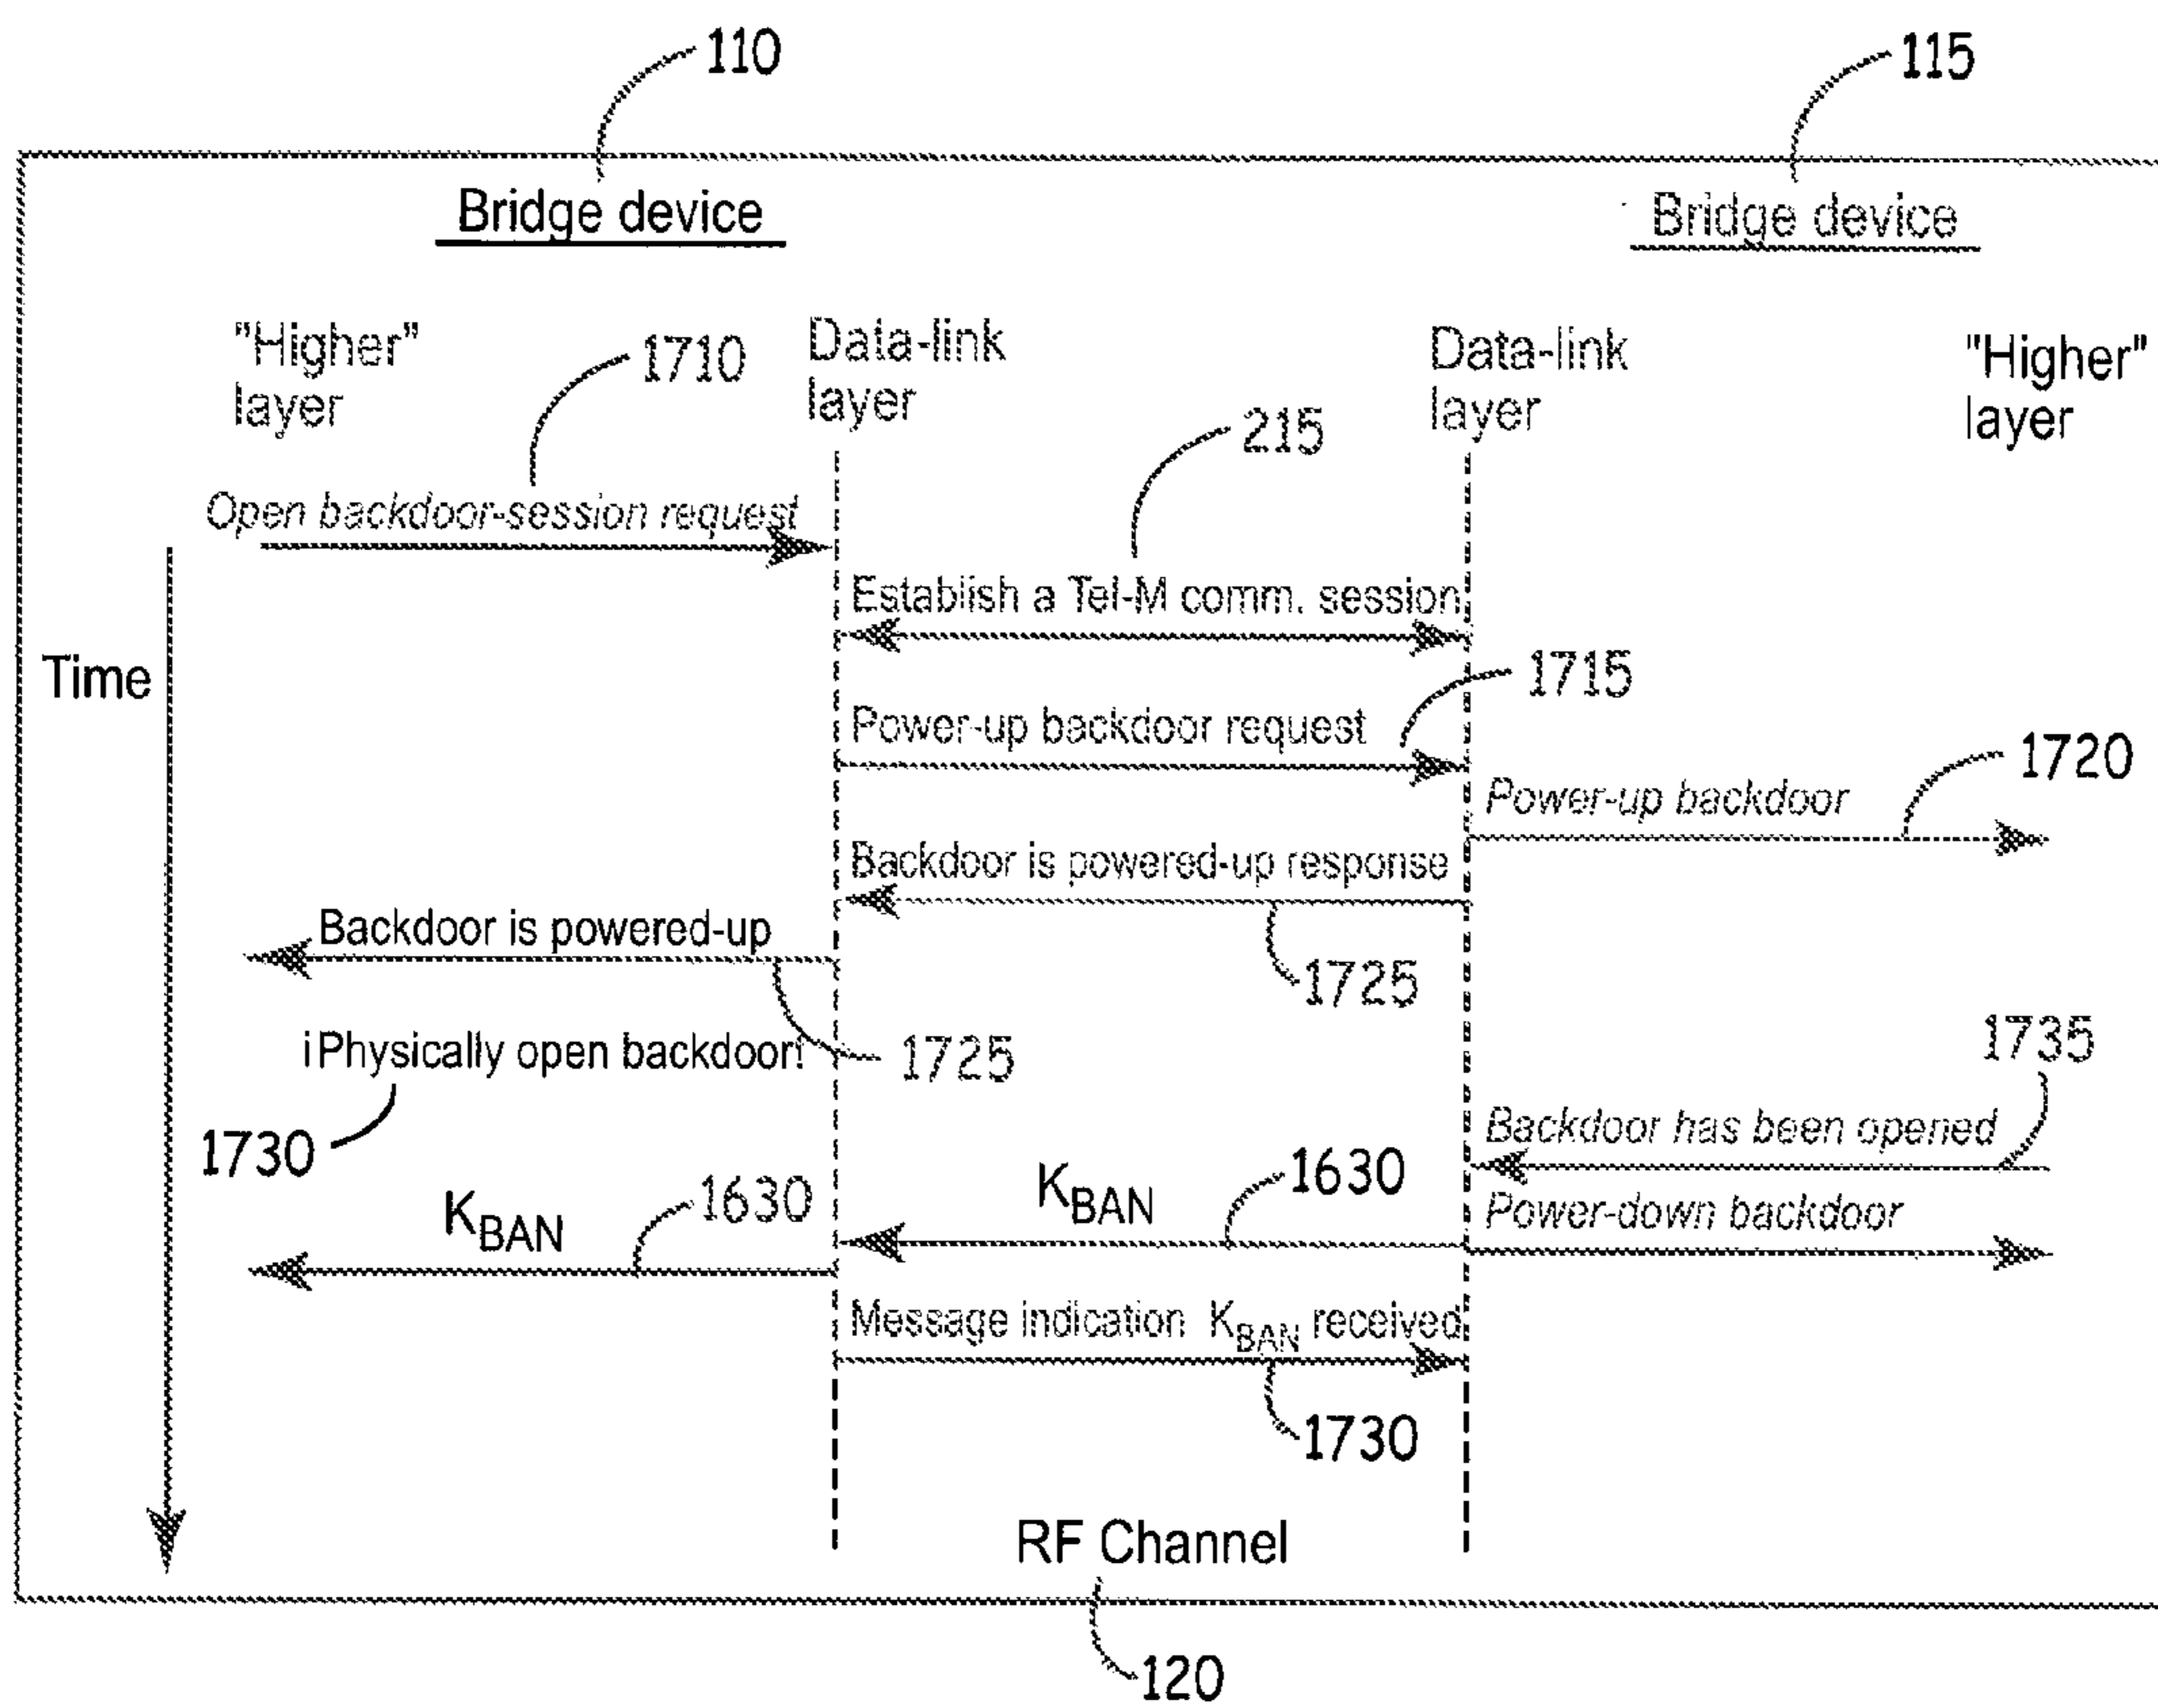 110
115
Bridge device
Bridge device
"Higher"
layer
1710
Data-link
layer
215
Data-link
layer
"Higher"
layer
Open backdoor-session request
Establish a Tel-M comm. session
Time
1715
Power-up backdoor request
1720
Power-up backdoor
Backdoor is powered-up response
Backdoor is powered-up
1725
¡Physically open backdoor!
1725
1735
1730
Backdoor has been opened
KBAN
1630
KBAN
1630
Power-down backdoor
Message indication KBAN received
1730
RF Channel
120